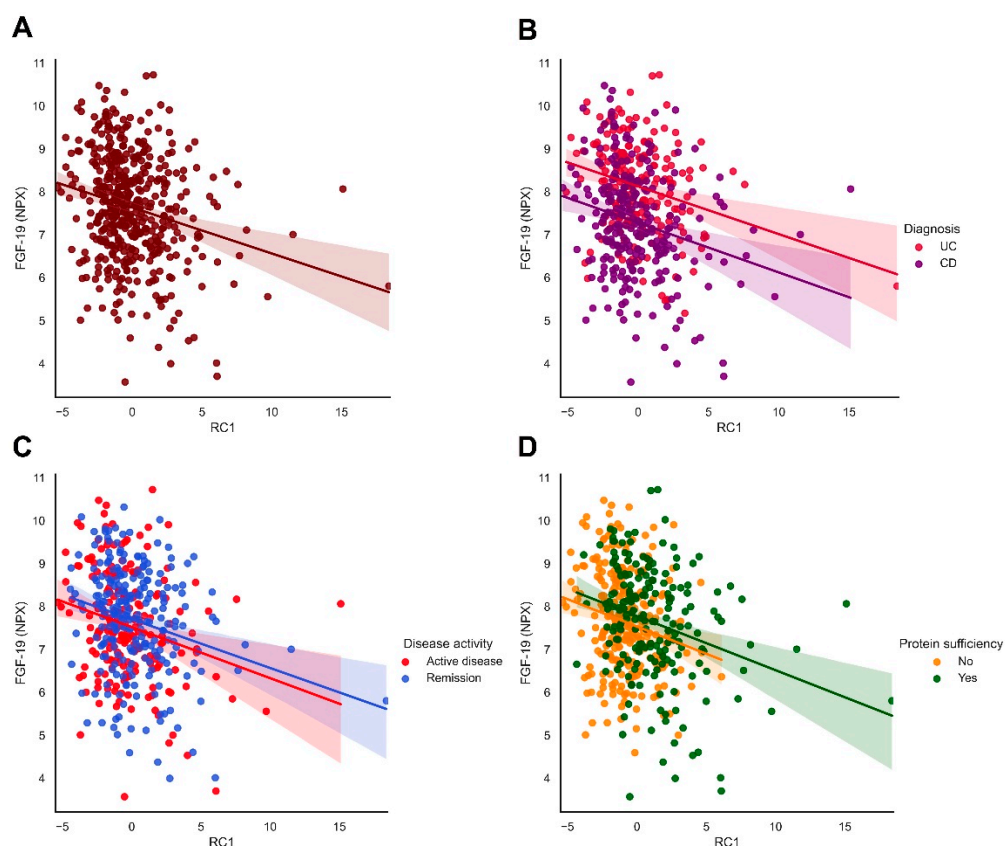 A
11
10
9
8
7
6
5
4
FGF-19 (NPX)
−5 0 5 10 15
RC1
B
11
10
9
8
7
6
5
4
FGF-19 (NPX)
−5 0 5 10 15
RC1
Diagnosis
UC
CD
C
11
10
9
8
7
6
5
4
FGF-19 (NPX)
−5 0 5 10 15
RC1
Disease activity
Active disease
Remission
D
11
10
9
8
7
6
5
4
FGF-19 (NPX)
−5 0 5 10 15
RC1
Protein sufficiency
No
Yes